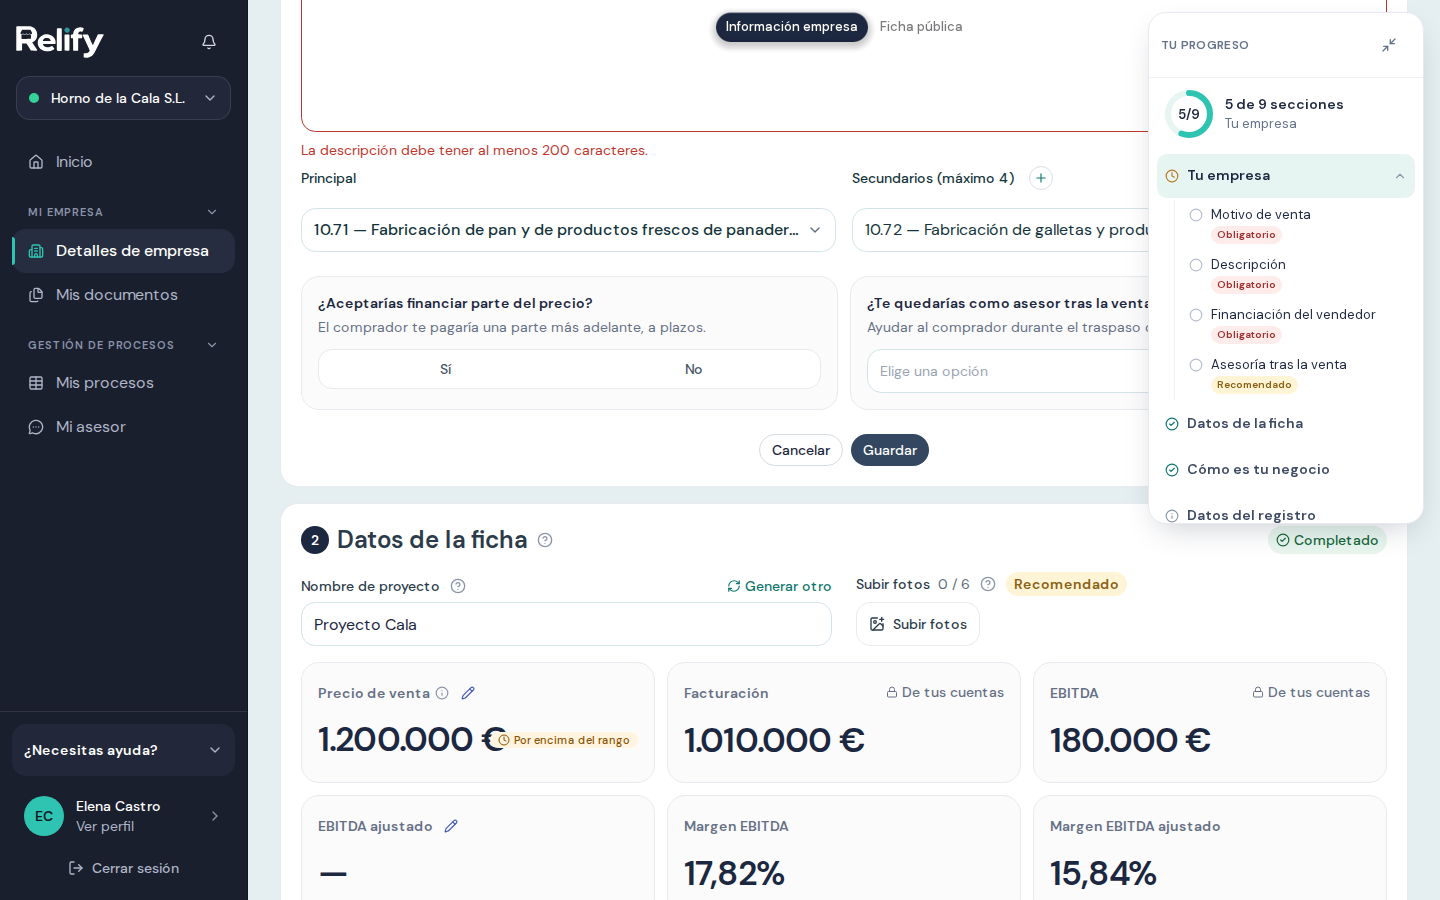 Relify
Horno de la Cala S.L.
Inicio
MI EMPRESA
Detalles de empresa
Mis documentos
GESTIÓN DE PROCESOS
Mis procesos
Mi asesor
¿Necesitas ayuda?
EC
Elena Castro
Ver perfil
Cerrar sesión
Información empresa
Ficha pública
La descripción debe tener al menos 200 caracteres.
Principal
Secundarios (máximo 4)
10.71 — Fabricación de pan y de productos frescos de panader...
10.72 — Fabricación de galletas y produ
¿Aceptarías financiar parte del precio?
El comprador te pagaría una parte más adelante, a plazos.
Sí
No
¿Te quedarías como asesor tras la venta
Ayudar al comprador durante el traspaso
Elige una opción
Cancelar
Guardar
2
Datos de la ficha
Completado
Nombre de proyecto
Generar otro
Proyecto Cala
Subir fotos 0 / 6
Recomendado
Subir fotos
Precio de venta
1.200.000 €
Por encima del rango
Facturación
De tus cuentas
1.010.000 €
EBITDA
De tus cuentas
180.000 €
EBITDA ajustado
—
Margen EBITDA
17,82%
Margen EBITDA ajustado
15,84%
TU PROGRESO
5/9
5 de 9 secciones
Tu empresa
Tu empresa
Motivo de venta
Obligatorio
Descripción
Obligatorio
Financiación del vendedor
Obligatorio
Asesoría tras la venta
Recomendado
Datos de la ficha
Cómo es tu negocio
Datos del registro